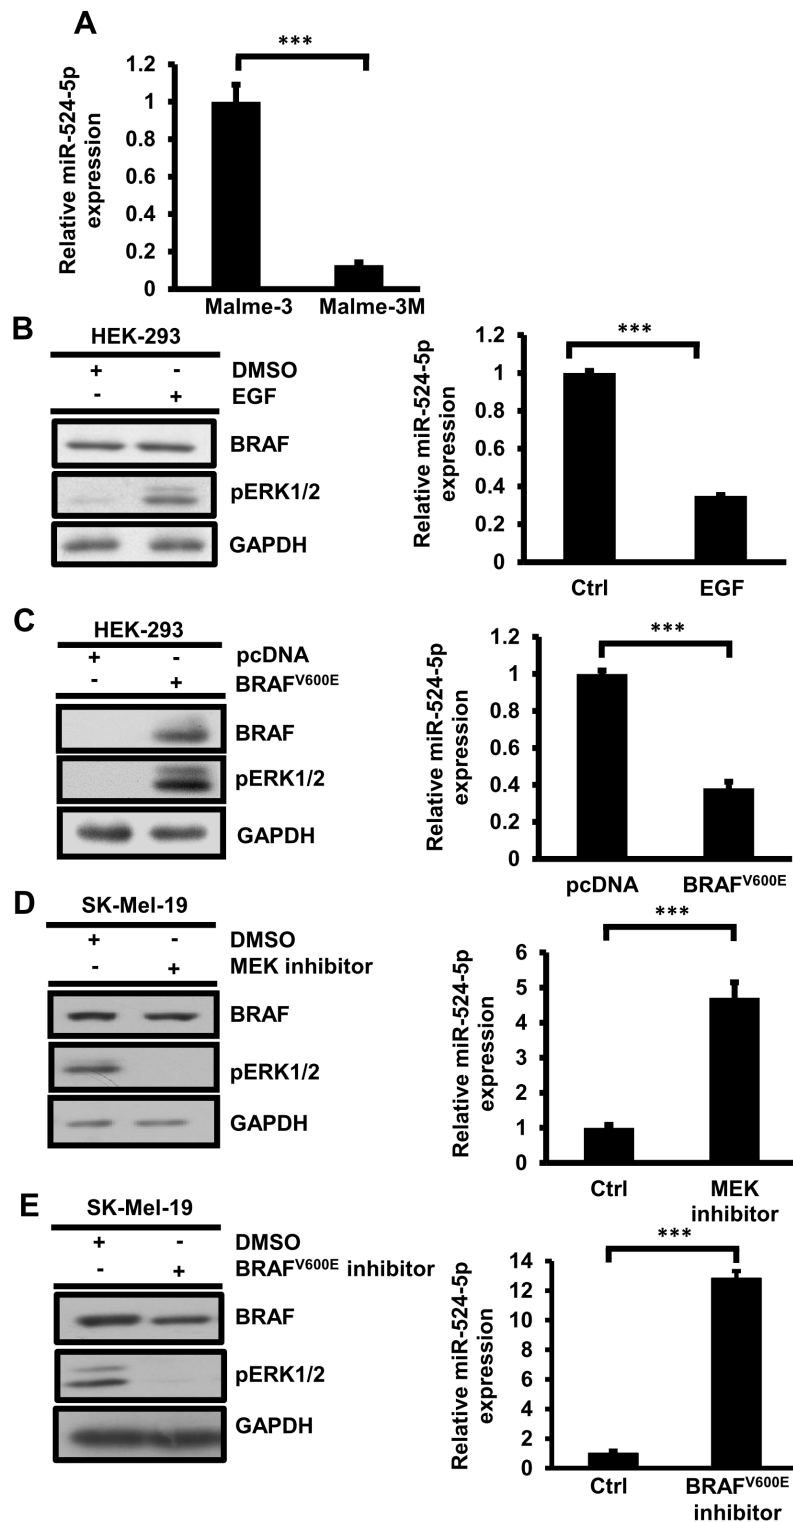 A
***
Relative miR-524-5p
expression
1.2
1
0.8
0.6
0.4
0.2
0
Malme-3 Malme-3M
B
HEK-293
+ - DMSO
- + EGF
BRAF
pERK1/2
GAPDH
***
Relative miR-524-5p
expression
1.2
1
0.8
0.6
0.4
0.2
0
Ctrl EGF
C
HEK-293
+ - pcDNA
- + BRAFV600E
BRAF
pERK1/2
GAPDH
***
Relative miR-524-5p
expression
1.2
1
0.8
0.6
0.4
0.2
0
pcDNA BRAFV600E
D
SK-Mel-19
+ - DMSO
- + MEK inhibitor
BRAF
pERK1/2
GAPDH
***
Relative miR-524-5p
expression
6
5
4
3
2
1
0
Ctrl MEK
inhibitor
E
SK-Mel-19
+ - DMSO
- + BRAFV600E inhibitor
BRAF
pERK1/2
GAPDH
***
Relative miR-524-5p
expression
14
12
10
8
6
4
2
0
Ctrl BRAFV600E
inhibitor